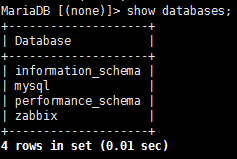 MariaDB [(none)]> show databases;
+--------------------+
| Database           |
+--------------------+
| information_schema |
| mysql              |
| performance_schema |
| zabbix             |
+--------------------+
4 rows in set (0.01 sec)